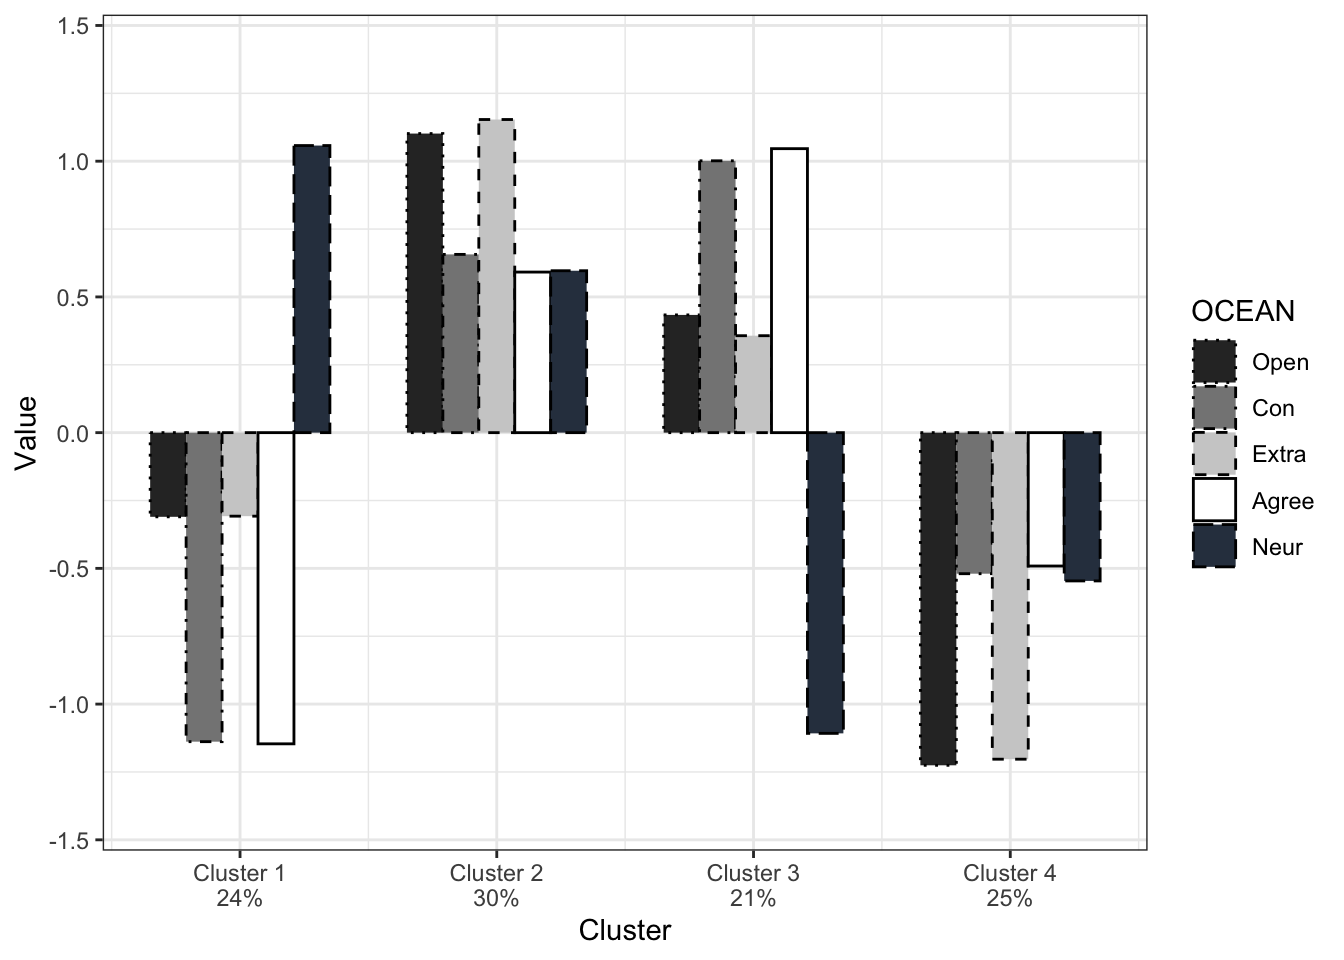 1.5
1.0
0.5
0.0
-0.5
-1.0
-1.5
Value
Cluster 1
24%
Cluster 2
30%
Cluster 3
21%
Cluster 4
25%
Cluster
OCEAN
Open
Con
Extra
Agree
Neur